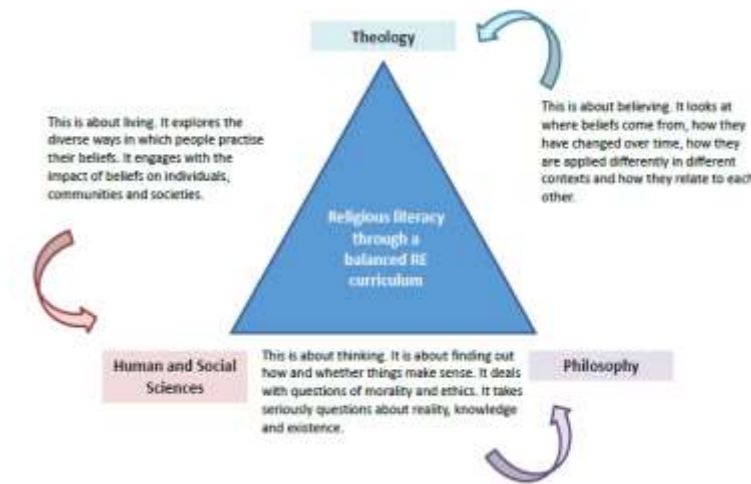 Theology
This is about living. It explores the
diverse ways in which people practise
their beliefs. It engages with the
impact of beliefs on individuals,
communities and societies.
This is about believing. It looks at
where beliefs come from, how they
have changed over time, how they
are applied differently in different
contexts and how they relate to each
other.
Religious literacy
through a
balanced RE
curriculum
Human and Social
Sciences
This is about thinking. It is about finding out
how and whether things make sense. It deals
with questions of morality and ethics. It takes
seriously questions about reality, knowledge
and existence.
Philosophy